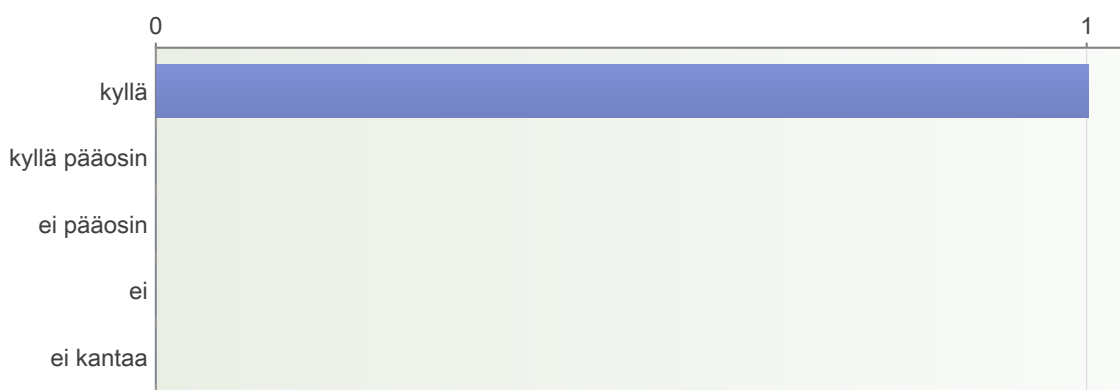 0 1
kyllä
kyllä pääosin
ei pääosin
ei
ei kantaa